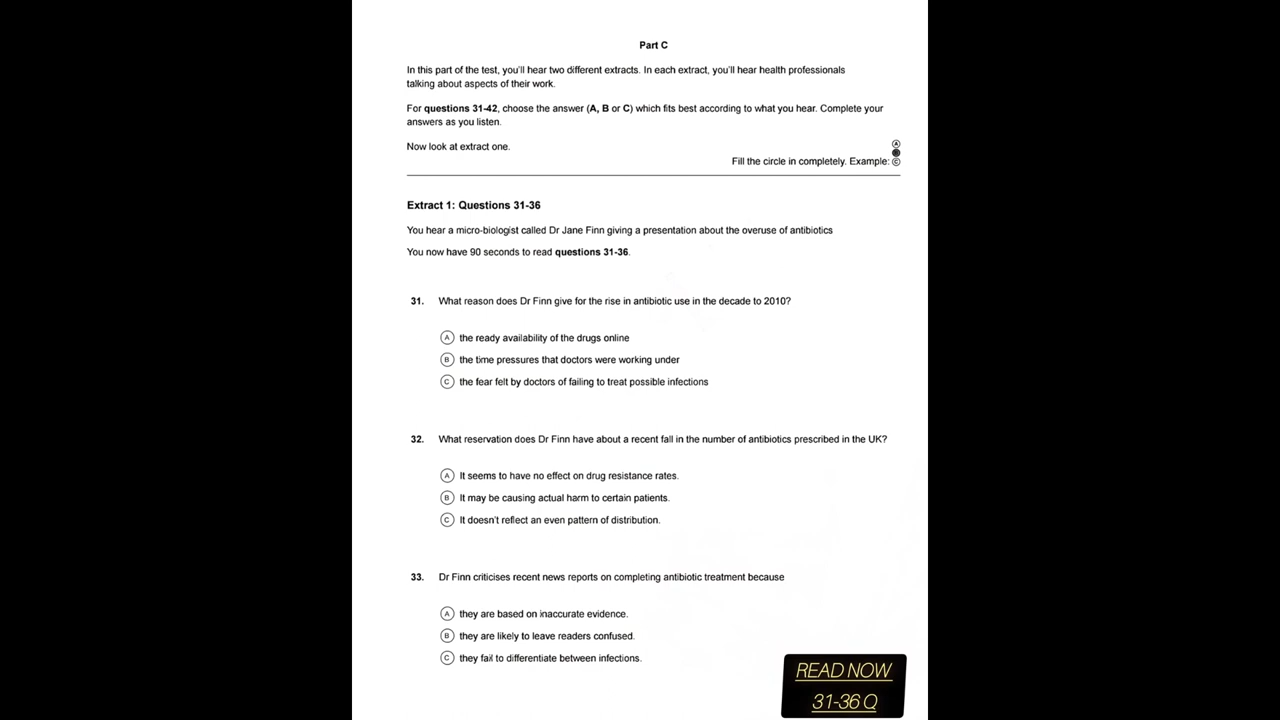 Part C
In this part of the test, you'll hear two different extracts. In each extract, you'll hear health professionals
talking about aspects of their work.
For questions 31-42, choose the answer (A, B or C) which fits best according to what you hear. Complete your
answers as you listen.
Now look at extract one.
A
Fill the circle in completely. Example: C
Extract 1: Questions 31-36
You hear a micro-biologist called Dr Jane Finn giving a presentation about the overuse of antibiotics
You now have 90 seconds to read questions 31-36.
31. What reason does Dr Finn give for the rise in antibiotic use in the decade to 2010?
A the ready availability of the drugs online
B the time pressures that doctors were working under
C the fear felt by doctors of failing to treat possible infections
32. What reservation does Dr Finn have about a recent fall in the number of antibiotics prescribed in the UK?
A It seems to have no effect on drug resistance rates.
B It may be causing actual harm to certain patients.
C It doesn't reflect an even pattern of distribution.
33. Dr Finn criticises recent news reports on completing antibiotic treatment because
A they are based on inaccurate evidence.
B they are likely to leave readers confused.
C they fail to differentiate between infections.
READ NOW
31-36 Q